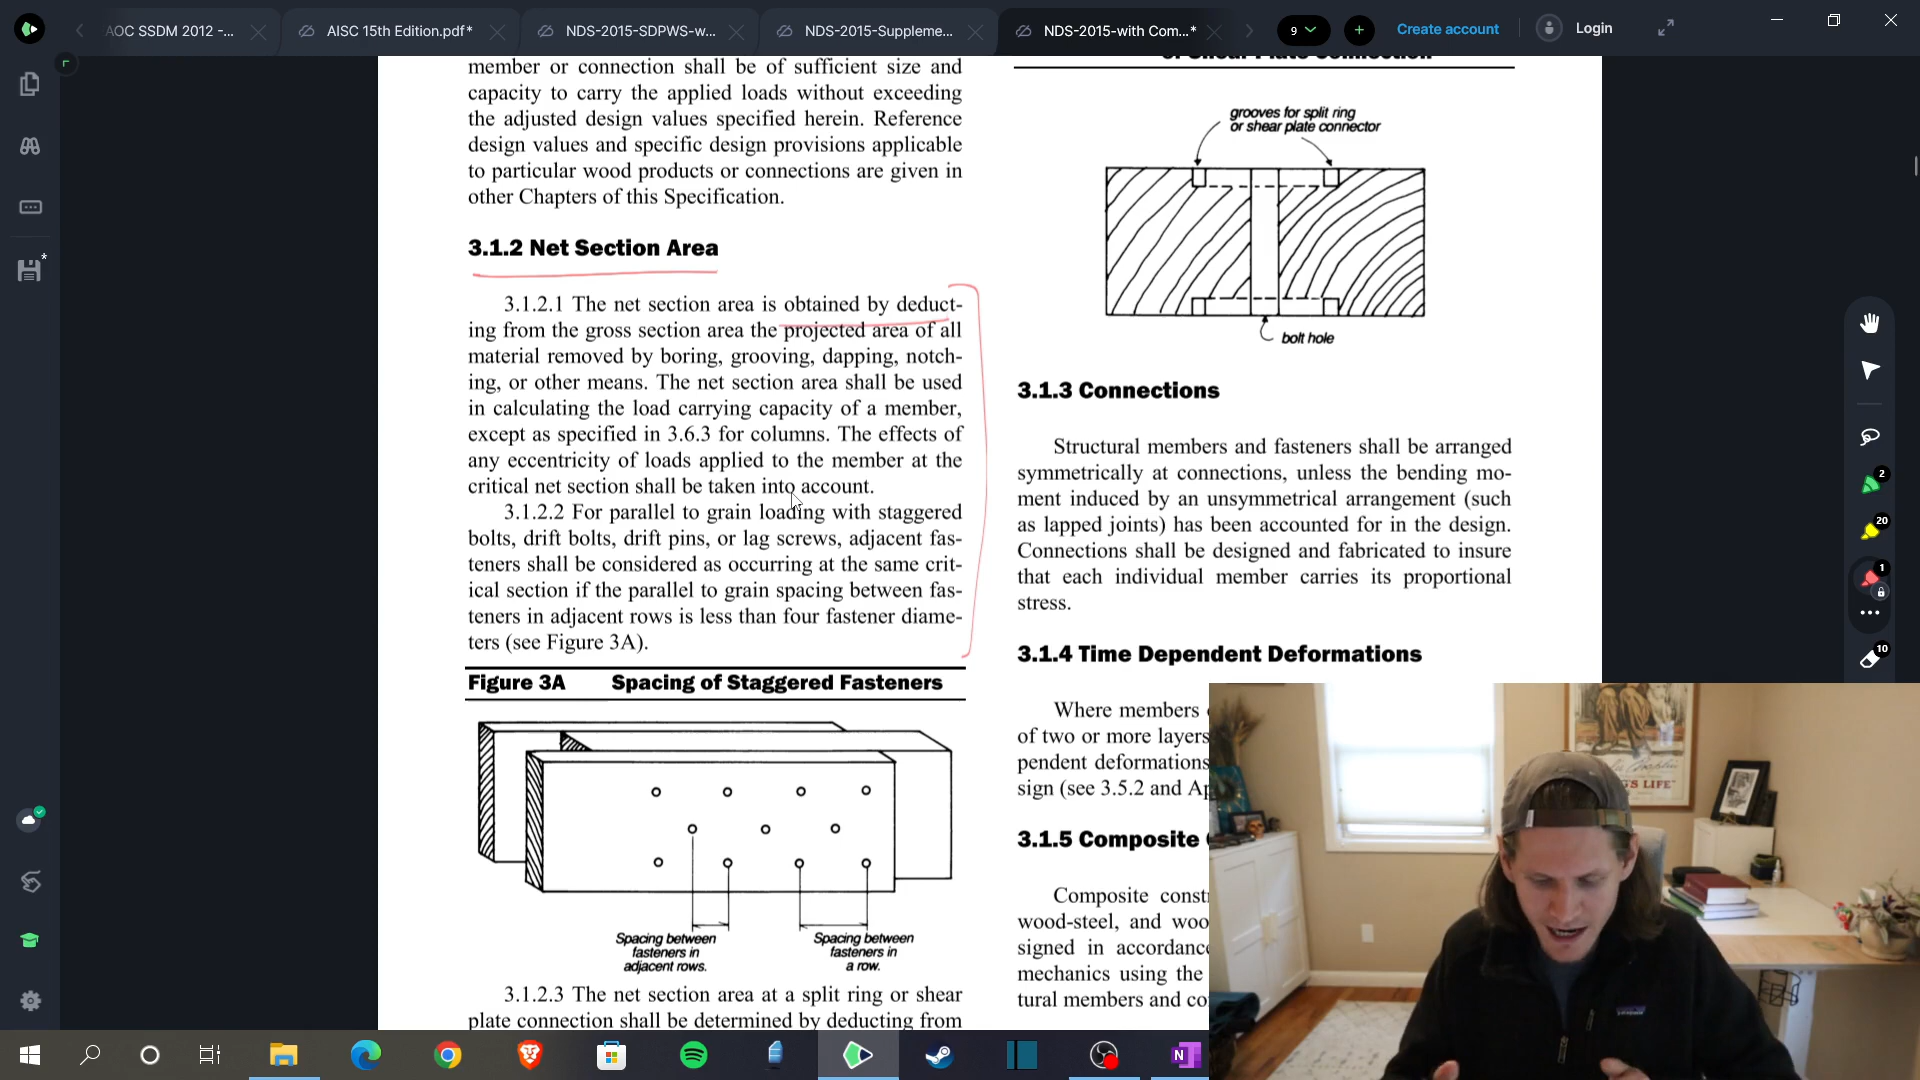 AOC SSDM 2012 -...
AISC 15th Edition.pdf*
NDS-2015-SDPWS-w...
NDS-2015-Suppleme...
NDS-2015-with Com...*
9
Create account
Login
member or connection shall be of sufficient size and
capacity to carry the applied loads without exceeding
the adjusted design values specified herein. Reference
design values and specific design provisions applicable
to particular wood products or connections are given in
other Chapters of this Specification.
3.1.2 Net Section Area
3.1.2.1 The net section area is obtained by deduct-
ing from the gross section area the projected area of all
material removed by boring, grooving, dapping, notch-
ing, or other means. The net section area shall be used
in calculating the load carrying capacity of a member,
except as specified in 3.6.3 for columns. The effects of
any eccentricity of loads applied to the member at the
critical net section shall be taken into account.
3.1.2.2 For parallel to grain loading with staggered
bolts, drift bolts, drift pins, or lag screws, adjacent fas-
teners shall be considered as occurring at the same crit-
ical section if the parallel to grain spacing between fas-
teners in adjacent rows is less than four fastener diame-
ters (see Figure 3A).
Figure 3A Spacing of Staggered Fasteners
Spacing between
fasteners in
adjacent rows.
Spacing between
fasteners in
a row.
3.1.2.3 The net section area at a split ring or shear
plate connection shall be determined by deducting from
or Shear Plate Connection
grooves for split ring
or shear plate connector
bolt hole
3.1.3 Connections
Structural members and fasteners shall be arranged
symmetrically at connections, unless the bending mo-
ment induced by an unsymmetrical arrangement (such
as lapped joints) has been accounted for in the design.
Connections shall be designed and fabricated to insure
that each individual member carries its proportional
stress.
3.1.4 Time Dependent Deformations
Where members
of two or more layers
pendent deformations
sign (see 3.5.2 and Ap
3.1.5 Composite
Composite const
wood-steel, and woo
signed in accordance
mechanics using the
tural members and co
2
20
1
10
'S LIFE"
patagonia
N